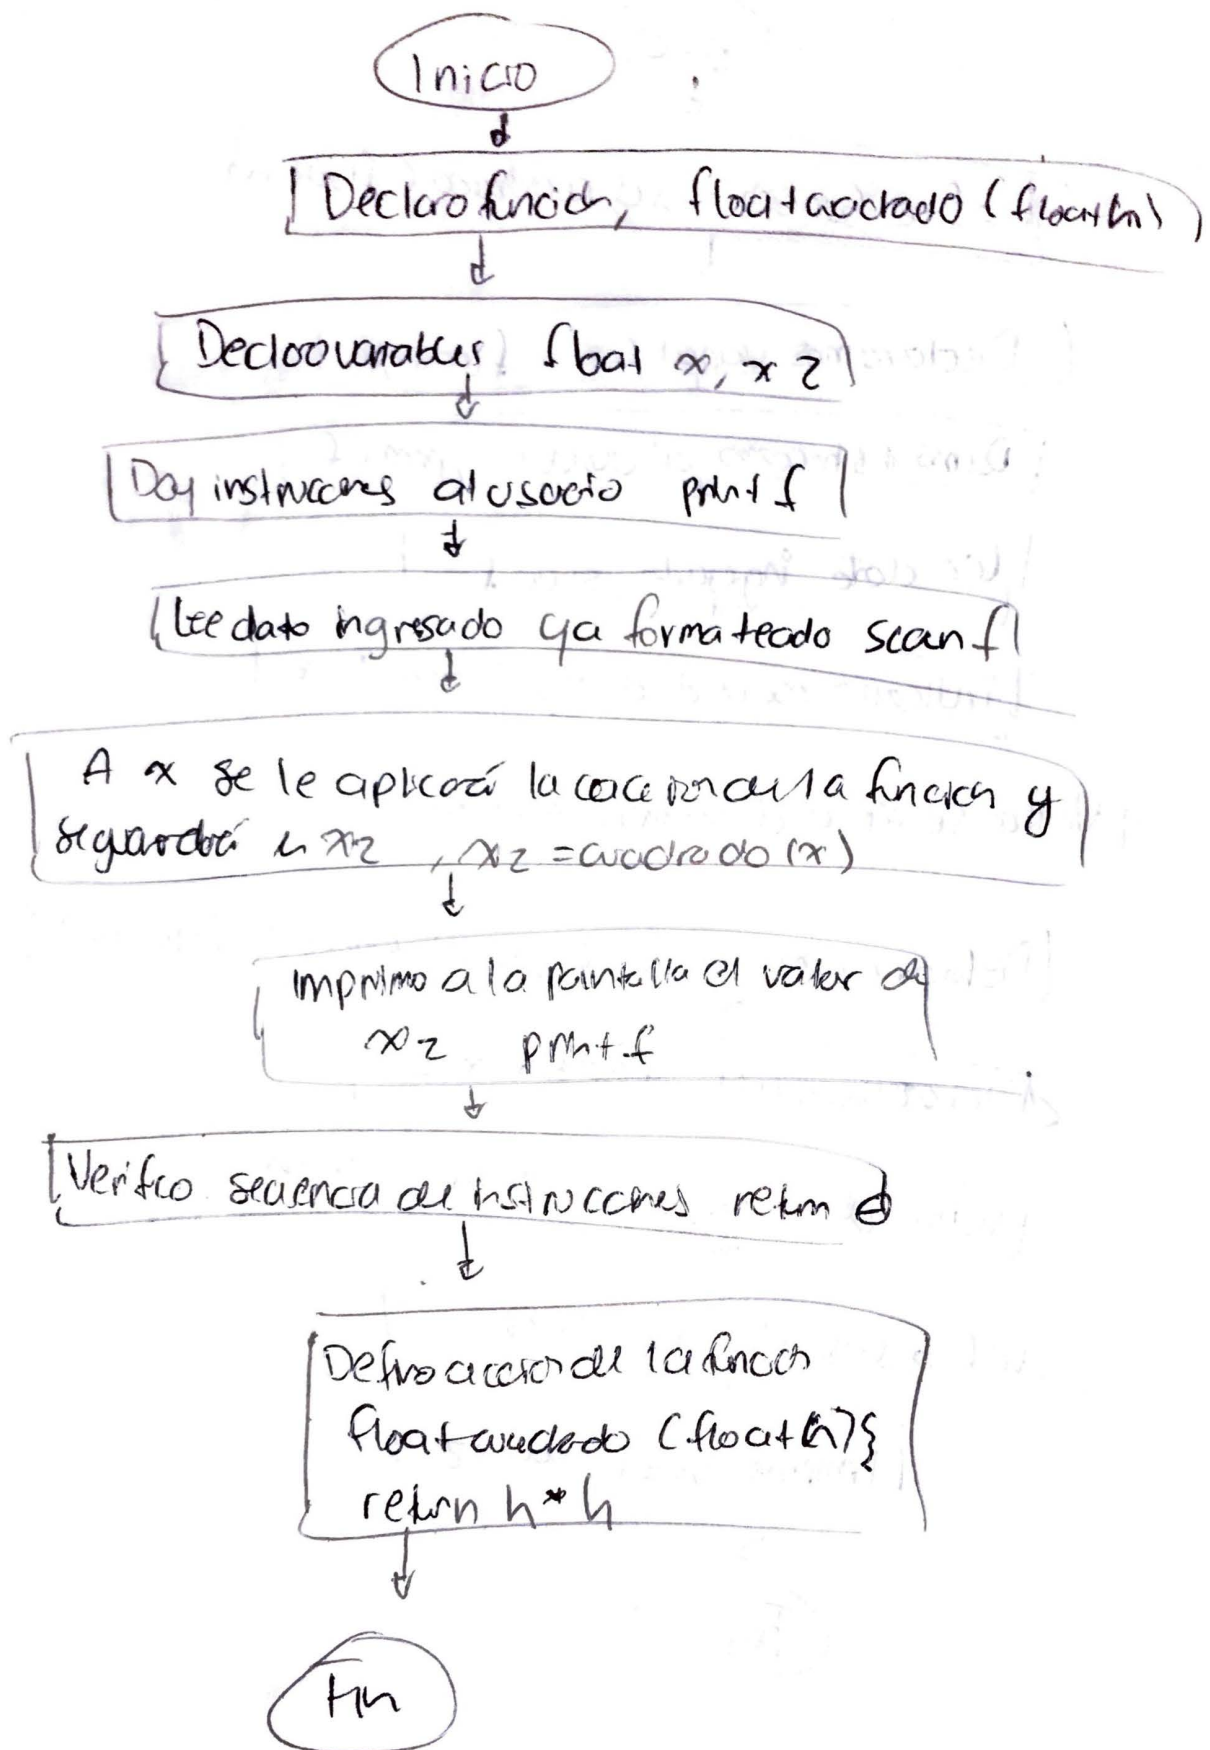 Inicio
Declaro función, float cuadrado (float h)
Declaro variables float x, x2
Doy instrucciones al usuario printf
Lee dato ingresado ya formateado scanf
A x se le aplicará la de la función y
se guardará en x2, x2 = cuadrado (x)
Imprimo a la pantalla el valor de
x2 printf
Verifico secuencia de instrucciones return 0
Defino acción de la función
float cuadrado (float h) {
return h * h
Fin